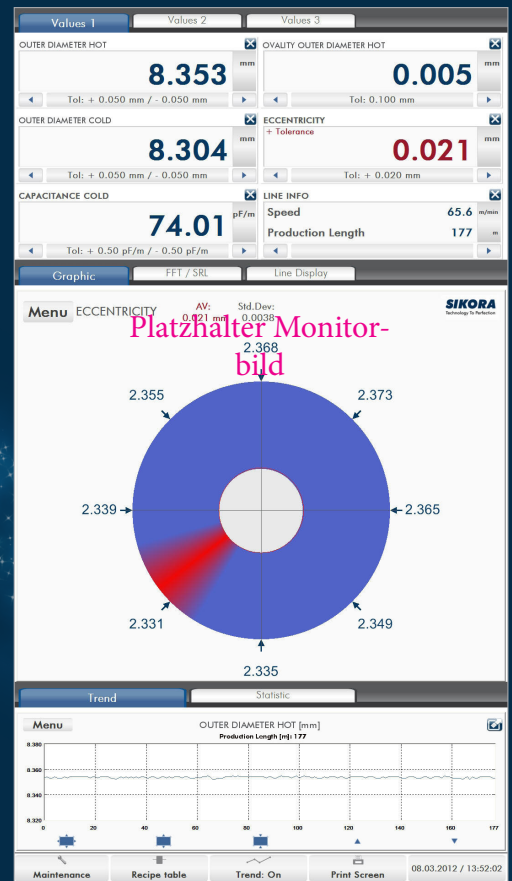 Values 1 Values 2 Values 3
OUTER DIAMETER HOT
8.353 mm
Tol: + 0.050 mm / - 0.050 mm
OVALITY OUTER DIAMETER HOT
0.005 mm
Tol: 0.100 mm
OUTER DIAMETER COLD
8.304 mm
Tol: + 0.050 mm / - 0.050 mm
ECCENTRICITY
+ Tolerance
0.021 mm
Tol: + 0.020 mm
CAPACITANCE COLD
74.01 pF/m
Tol: + 0.50 pF/m / - 0.50 pF/m
LINE INFO
Speed 65.6 m/min
Production Length 177 m
Graphic FFT / SRL Line Display
Menu ECCENTRICITY
AV: Std.Dev:
0.021 mm 0.0038
SIKORA
Technology To Perfection
Platzhalter Monitor-
bild
2.368
2.355 2.373
2.339 2.365
2.331 2.349
2.335
Trend Statistic
Menu
OUTER DIAMETER HOT [mm]
Production Length [m]: 177
8.380
8.360
8.340
8.320
0 20 40 60 80 100 120 140 160 177
Maintenance Recipe table Trend: On Print Screen 08.03.2012 / 13:52:02